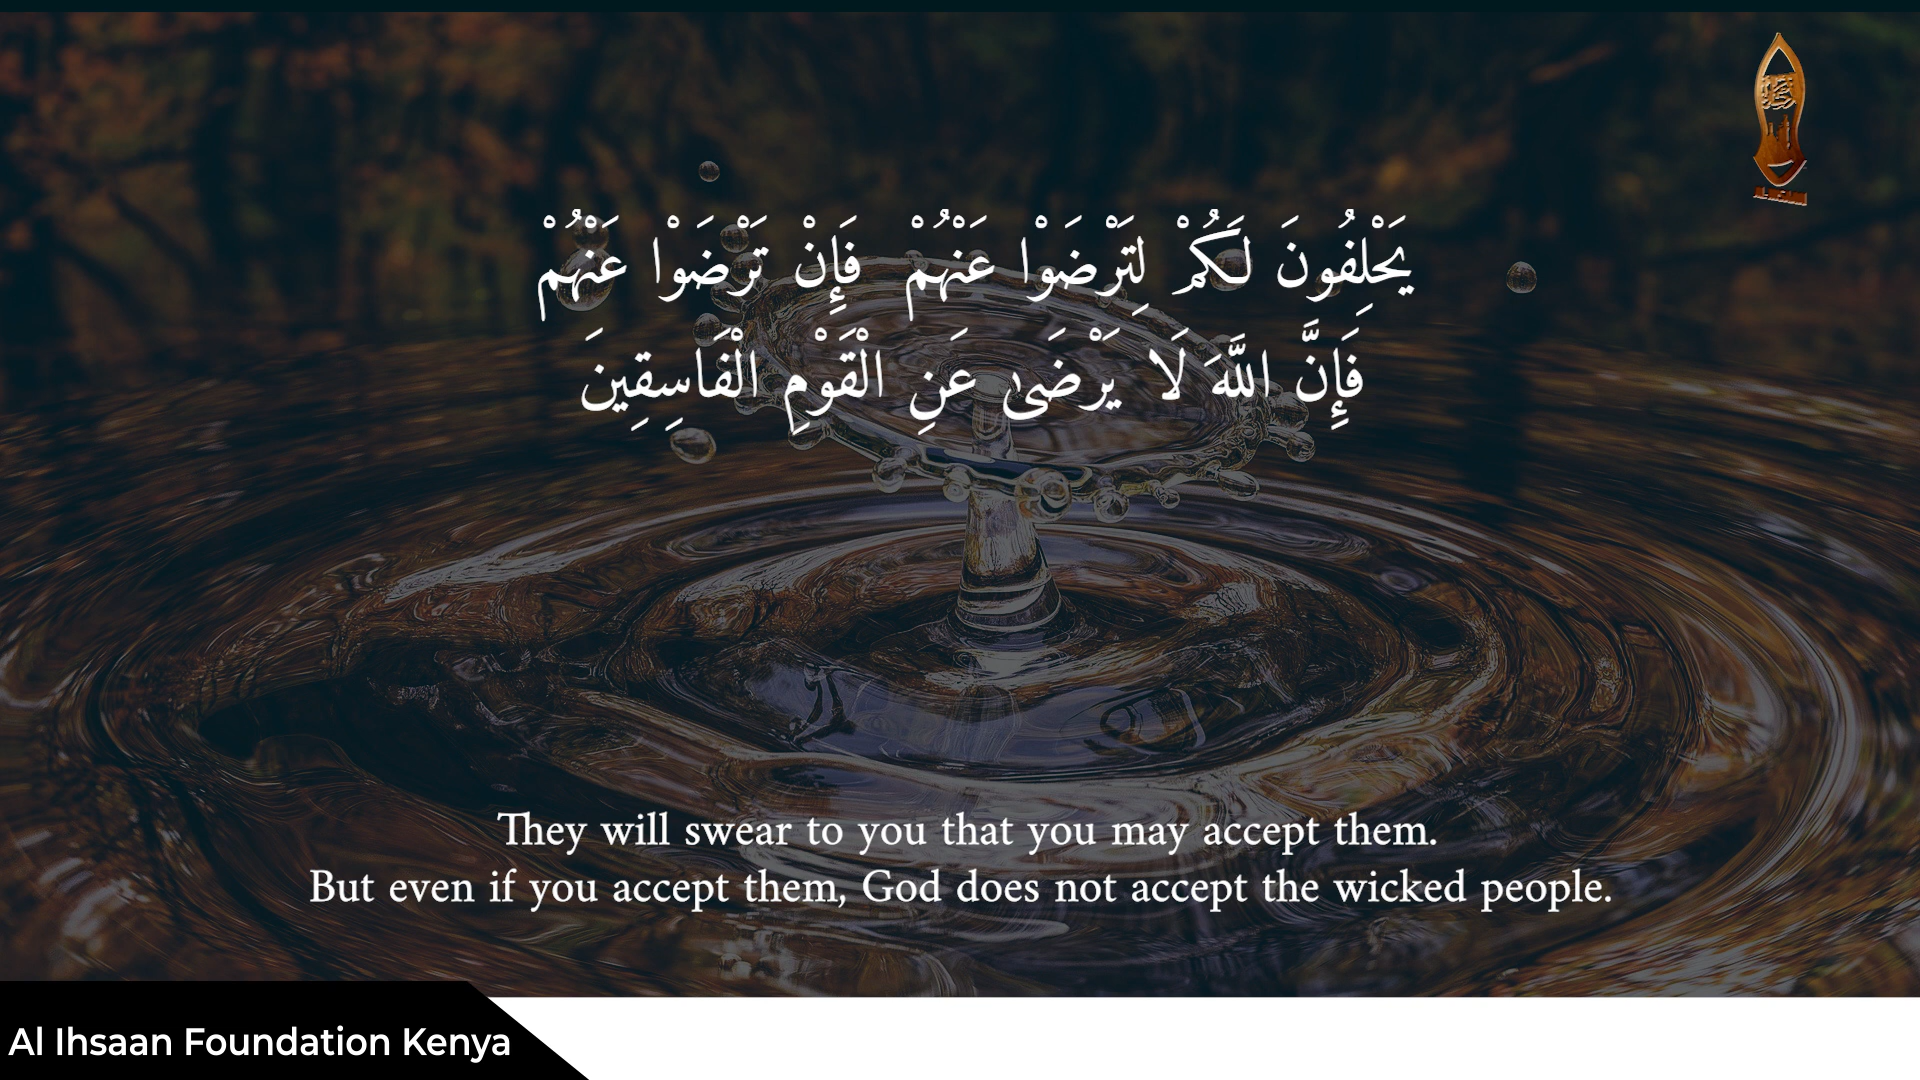 يَحْلِفُونَ لَكُمْ لِتَرْضَوْا عَنْهُمْ فَإِنْ تَرْضَوْا عَنْهُمْ
فَإِنَّ اللَّهَ لَا يَرْضَىٰ عَنِ الْقَوْمِ الْفَاسِقِينَ
They will swear to you that you may accept them.
But even if you accept them, God does not accept the wicked people.
Al Ihsaan Foundation Kenya